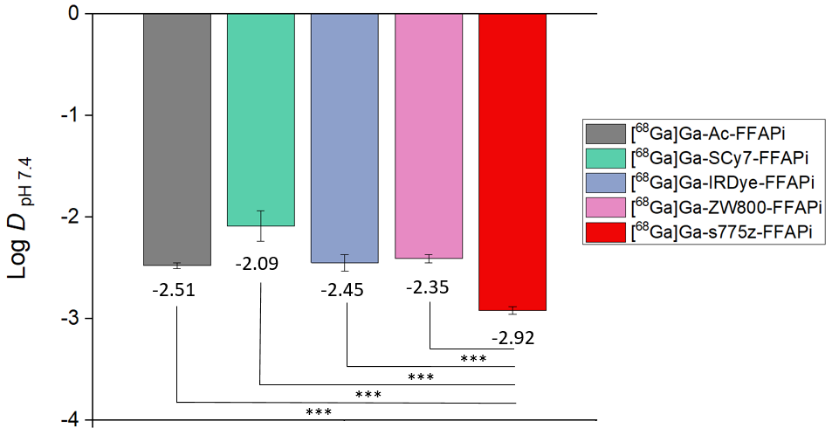 0
-1
-2
-3
-4
Log D pH 7.4
-2.51
-2.09
-2.45
-2.35
-2.92
***
***
***
***
[⁶⁸Ga]Ga-Ac-FFAPi
[⁶⁸Ga]Ga-SCy7-FFAPi
[⁶⁸Ga]Ga-IRDye-FFAPi
[⁶⁸Ga]Ga-ZW800-FFAPi
[⁶⁸Ga]Ga-s775z-FFAPi